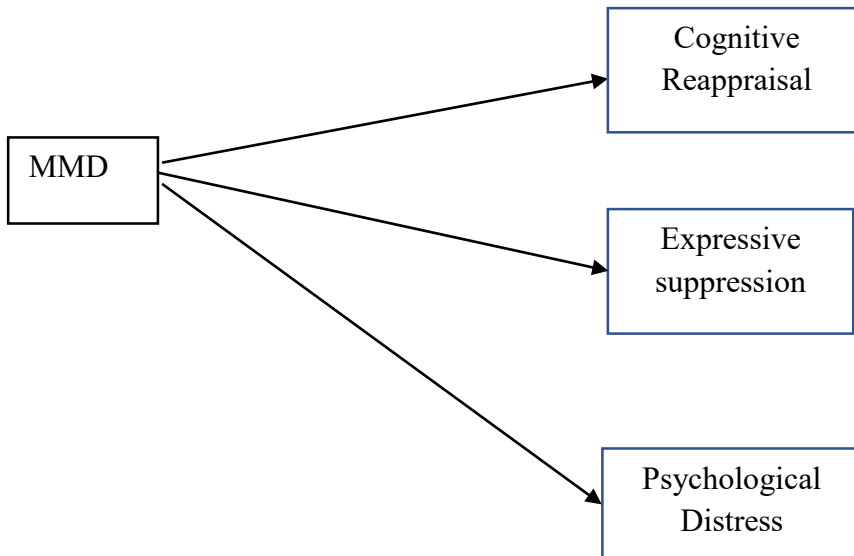 Cognitive
Reappraisal
MMD
Expressive
suppression
Psychological
Distress